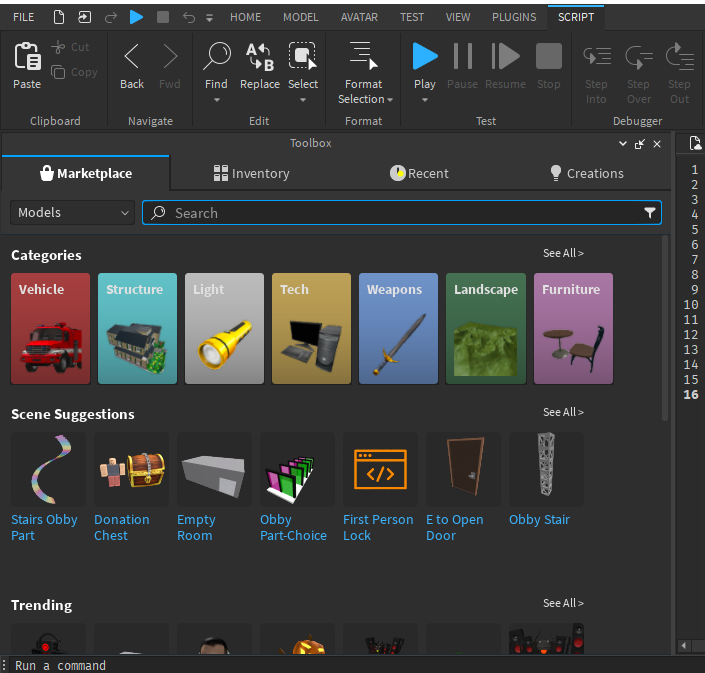 FILE HOME MODEL AVATAR TEST VIEW PLUGINS SCRIPT
Paste Cut Copy Back Fwd Find Replace Select Format Selection Play Pause Resume Stop Step Into Step Over Step Out
Clipboard Navigate Edit Format Test Debugger
Toolbox
Marketplace Inventory Recent Creations
Models Search
Categories See All >
Vehicle Structure Light Tech Weapons Landscape Furniture
Scene Suggestions See All >
Stairs Obby Part
Donation Chest
Empty Room
Obby Part-Choice
First Person Lock
E to Open Door
Obby Stair
Trending See All >
1
2
3
4
5
6
7
8
9
10
11
12
13
14
15
16
Run a command